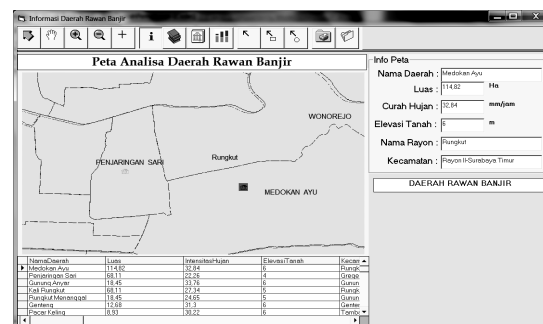 Informasi Daerah Rawan Banjir
Peta Analisa Daerah Rawan Banjir
WONOREJO
PENJARINGAN SARI
Rungkut
MEDOKAN AYU
Info Peta
Nama Daerah : Medokan Ayu
Luas : 114,82 Ha
Curah Hujan : 32,84 mm/jam
Elevasi Tanah : 6 m
Nama Rayon : Rungkut
Kecamatan : Rayon II-Surabaya Timur
DAERAH RAWAN BANJIR
NamaDaerah Luas IntensitasHujan ElevasiTanah Kecam
Medokan Ayu 114,82 32,84 6 Rungk
Penjaringan Sari 68,11 22,26 4 Grege
Gunung Anyar 18,45 33,76 6 Gunun
Kali Rungkut 68,11 27,34 5 Rungk
Rungkut Menanggal 18,45 24,65 5 Gunun
Genteng 12,68 31,3 6 Genten
Pacar Keling 8,93 30,22 6 Tamb